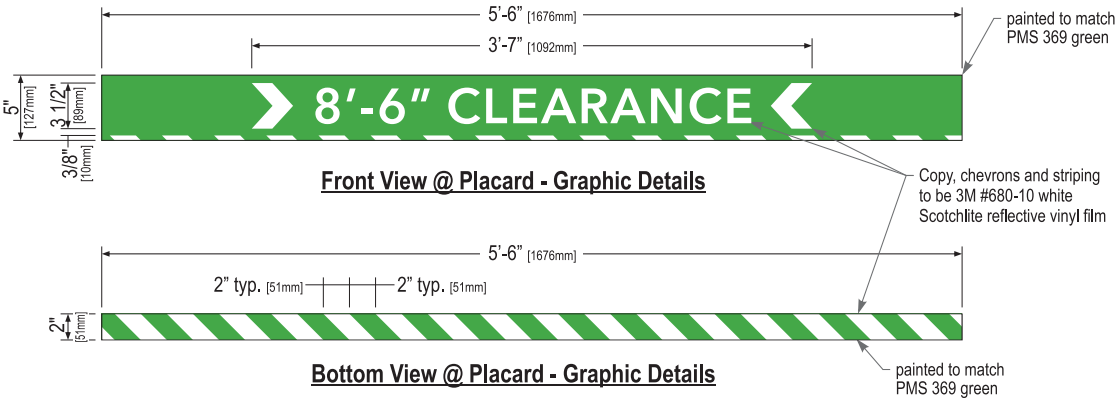 5'-6” [1676mm]
painted to match
PMS 369 green
3'-7” [1092mm]
5"
[127mm]
3 1/2"
[89mm]
8’-6” CLEARANCE
3/8"
[10mm]
Front View @ Placard - Graphic Details
Copy, chevrons and striping
to be 3M #680-10 white
Scotchlite reflective vinyl film
5'-6” [1676mm]
2” typ. [51mm]
2” typ. [51mm]
2"
[51mm]
Bottom View @ Placard - Graphic Details
painted to match
PMS 369 green